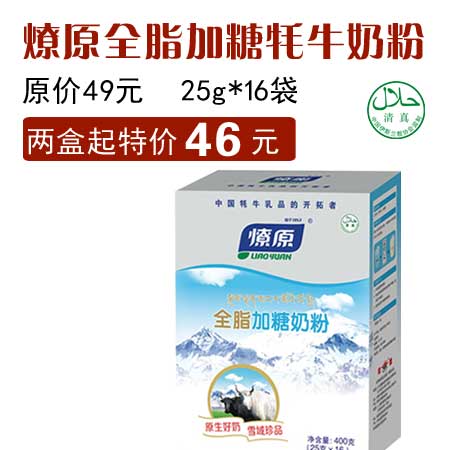 燎原全脂加糖牦牛奶粉
原价49元 25g*16袋
حلال
清真
两盒起特价46元
中国牦牛乳品的开拓者
燎原
LIAOYUAN
全脂加糖奶粉
原生好奶 雪域珍品
净含量:400克
(25克×16)